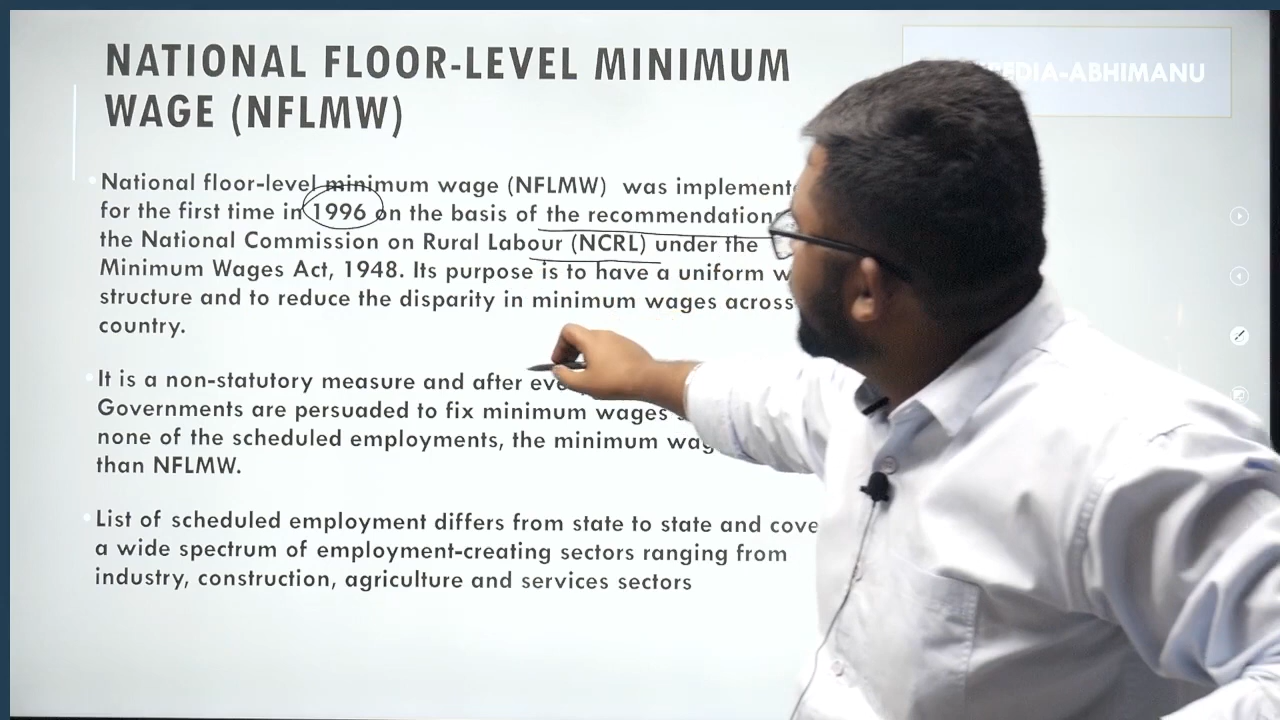 NATIONAL FLOOR-LEVEL MINIMUM
WAGE (NFLMW)
-ABHIMANU
National floor-level minimum wage (NFLMW) was
for the first time in 1996 on the basis of the recommendation
the National Commission on Rural Labour (NCRL) under the
Minimum Wages Act, 1948. Its purpose is to have a uniform
structure and to reduce the disparity in minimum wages across
country.
It is a non-statutory measure and after
Governments are persuaded to fix minimum wages
none of the scheduled employments, the minimum
than NFLMW.
List of scheduled employment differs from state to state and
a wide spectrum of employment-creating sectors ranging from
industry, construction, agriculture and services sectors